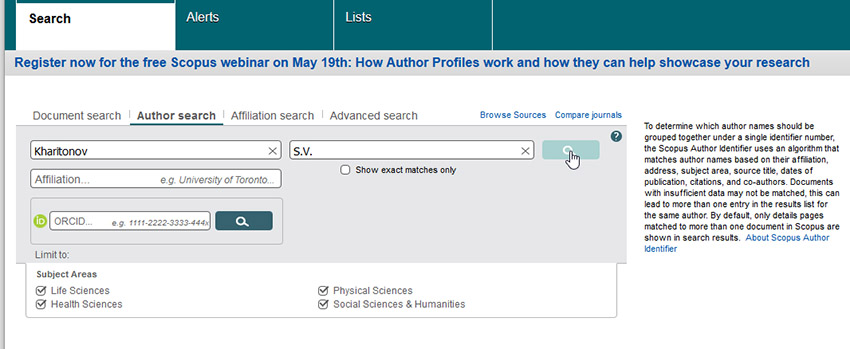 Search
Alerts
Lists
Register now for the free Scopus webinar on May 19th: How Author Profiles work and how they can help showcase your research
Document search
Author search
Affiliation search
Advanced search
Browse Sources
Compare journals
Kharitonov
S.V.
?
Show exact matches only
Affiliation...
e.g. University of Toronto...
iD
ORCID...
e.g. 1111-2222-3333-444x
Limit to:
Subject Areas
Life Sciences
Physical Sciences
Health Sciences
Social Sciences & Humanities
To determine which author names should be
grouped together under a single identifier number,
the Scopus Author Identifier uses an algorithm that
matches author names based on their affiliation,
address, subject area, source title, dates of
publication, citations, and co-authors. Documents
with insufficient data may not be matched, this can
lead to more than one entry in the results list for
the same author. By default, only details pages
matched to more than one document in Scopus are
shown in search results. About Scopus Author
Identifier